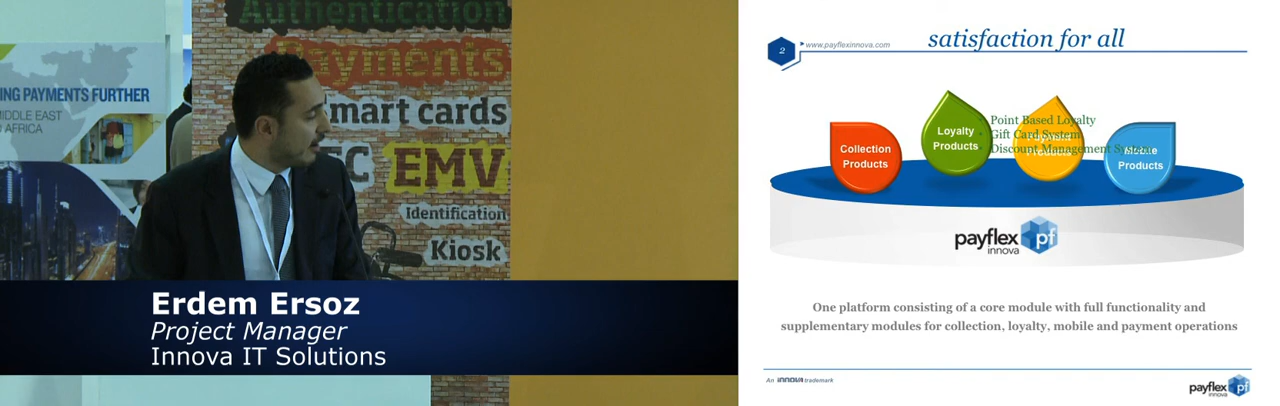 Authentication
Payments
ING PAYMENTS FURTHER
MIDDLE EAST
AFRICA
mart cards
EMV
Identification
Kiosk
Erdem Ersoz
Project Manager
Innova IT Solutions
2
www.payflexinnova.com
satisfaction for all
Collection
Products
Loyalty
Products
Point Based Loyalty
Gift Card System
Discount Management System
Products
Products
payflex pf
innova
One platform consisting of a core module with full functionality and
supplementary modules for collection, loyalty, mobile and payment operations
An innova trademark
payflex pf
innova